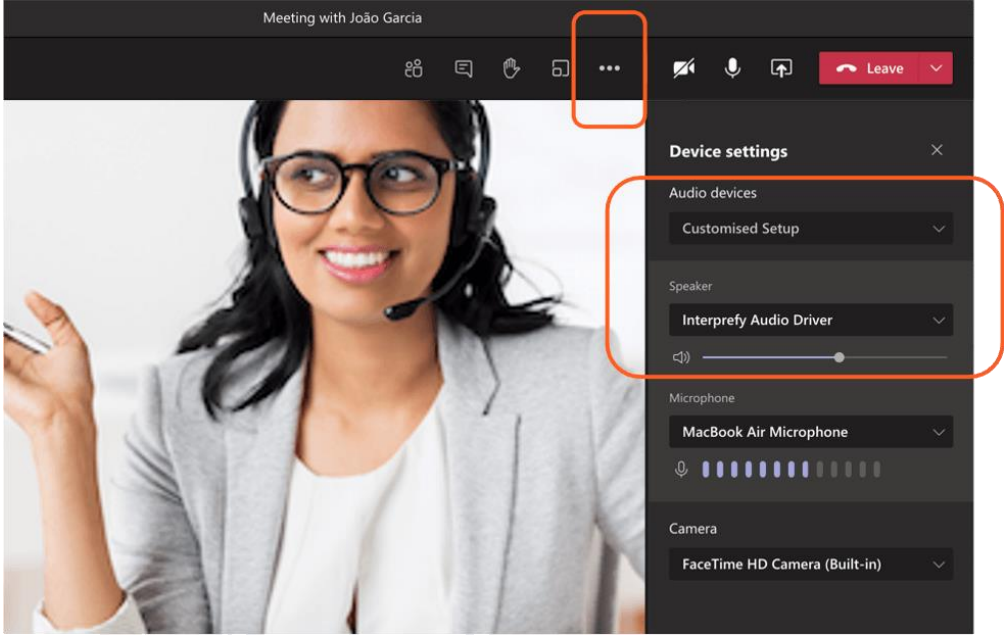 Meeting with João Garcia
Leave
Device settings
Audio devices
Customised Setup
Speaker
Interprefy Audio Driver
Microphone
MacBook Air Microphone
Camera
FaceTime HD Camera (Built-in)